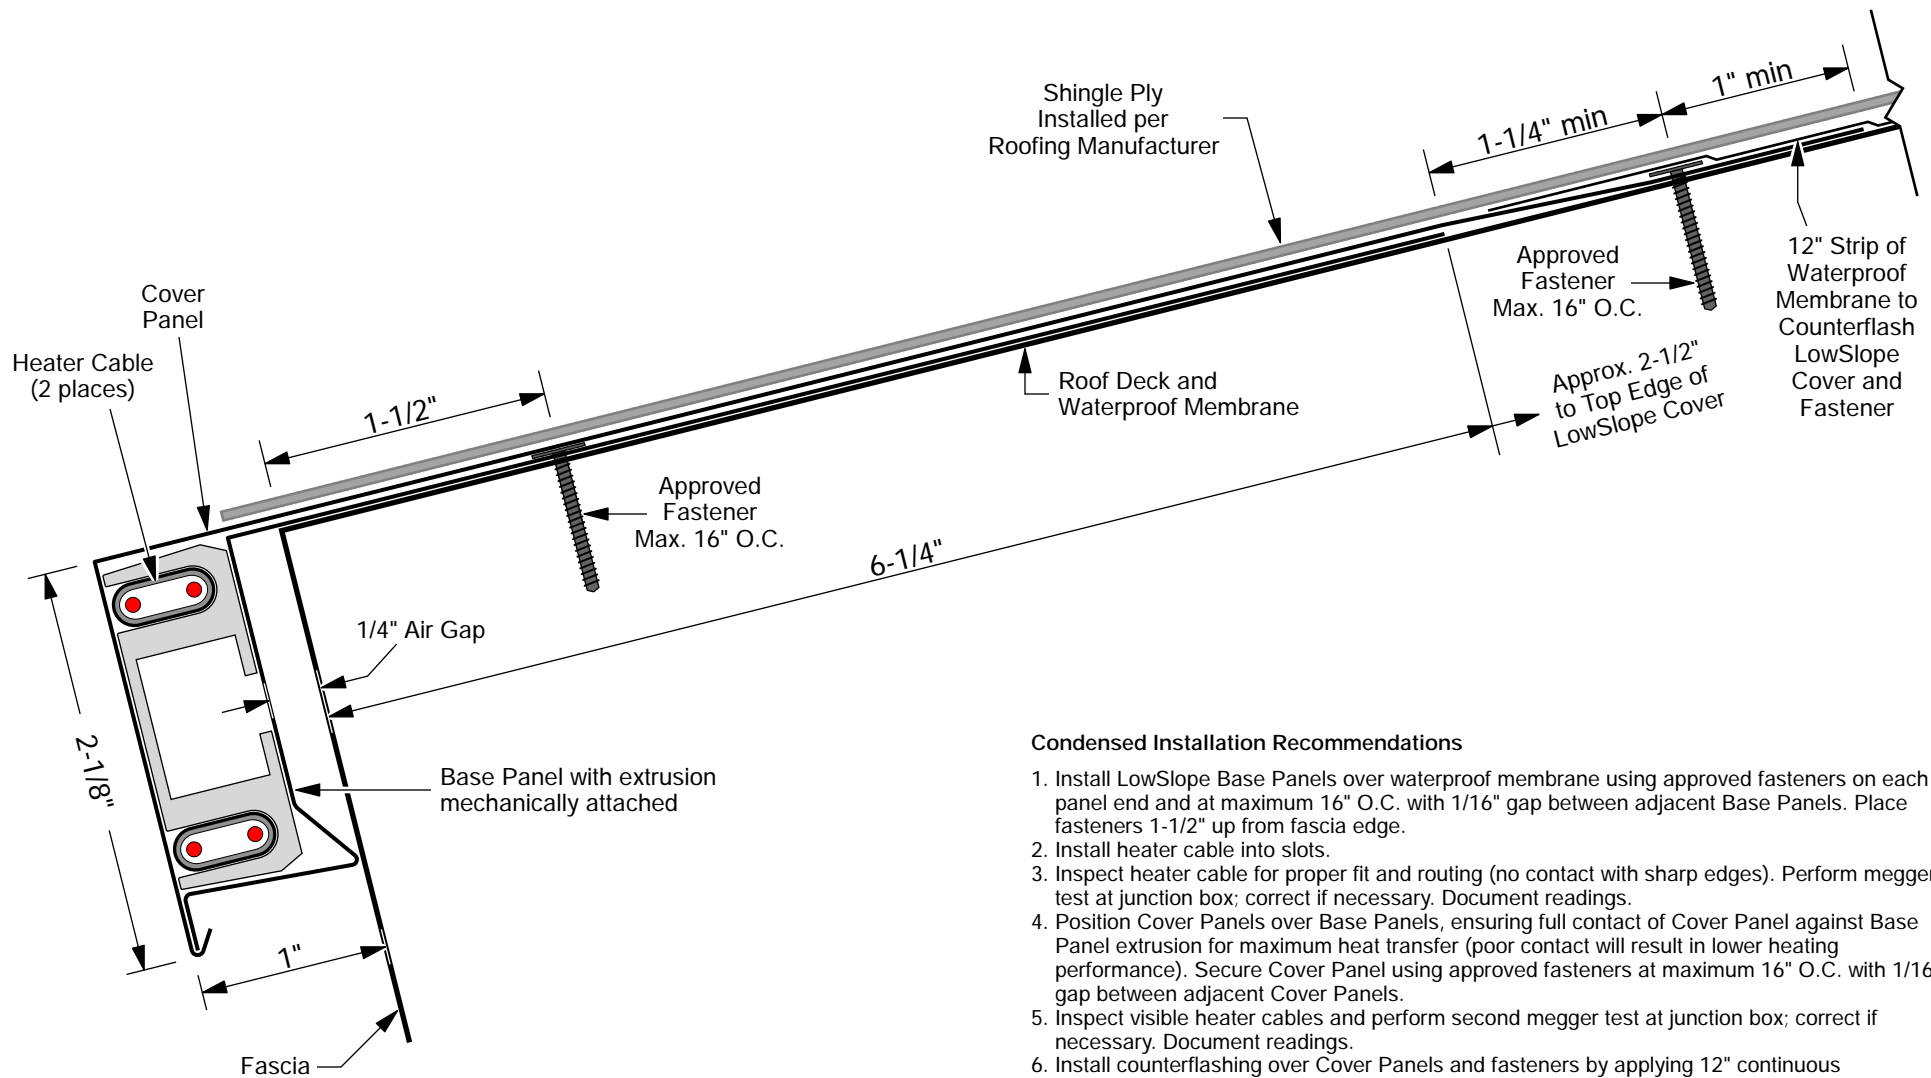 1" min
1-1/4" min
Shingle Ply
Installed per
Roofing Manufacturer
Approved
Fastener
Max. 16" O.C.
12" Strip of
Waterproof
Membrane to
Counterflash
LowSlope
Cover and
Fastener
Cover
Panel
Heater Cable
(2 places)
1-1/2"
Roof Deck and
Waterproof Membrane
Approx. 2-1/2"
to Top Edge of
LowSlope Cover
Approved
Fastener
Max. 16" O.C.
6-1/4"
1/4" Air Gap
2-1/8"
Base Panel with extrusion
mechanically attached
1"
Fascia
Condensed Installation Recommendations
1. Install LowSlope Base Panels over waterproof membrane using approved fasteners on each
panel end and at maximum 16" O.C. with 1/16" gap between adjacent Base Panels. Place
fasteners 1-1/2" up from fascia edge.
2. Install heater cable into slots.
3. Inspect heater cable for proper fit and routing (no contact with sharp edges). Perform megger
test at junction box; correct if necessary. Document readings.
4. Position Cover Panels over Base Panels, ensuring full contact of Cover Panel against Base
Panel extrusion for maximum heat transfer (poor contact will result in lower heating
performance). Secure Cover Panel using approved fasteners at maximum 16" O.C. with 1/16
gap between adjacent Cover Panels.
5. Inspect visible heater cables and perform second megger test at junction box; correct if
necessary. Document readings.
6. Install counterflashing over Cover Panels and fasteners by applying 12" continuous